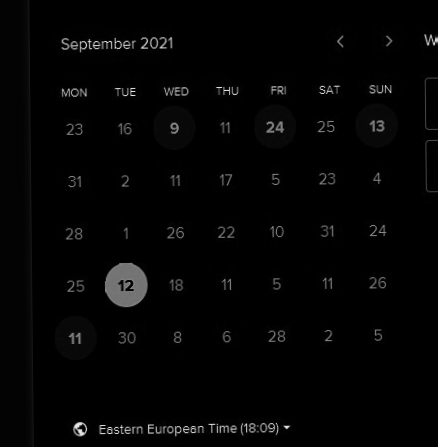 September 2021
MON TUE WED THU FRI SAT SUN
23 16 9 11 24 25 13
31 2 11 17 5 23 4
28 1 26 22 10 31 24
25 12 18 11 5 11 26
11 30 8 6 28 2 5
Eastern European Time (18:09)